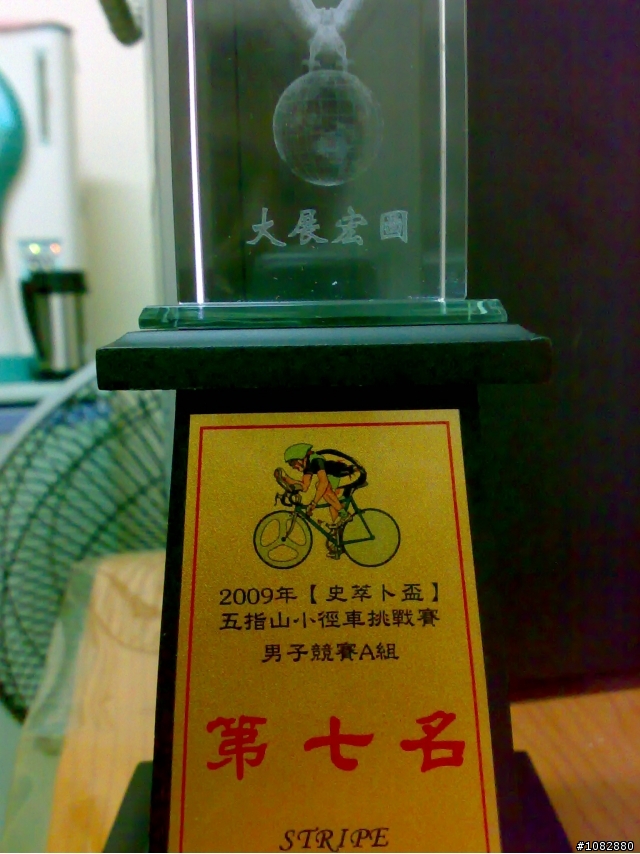 大展宏圖
2009年【史萃卜盃】
五指山小徑車挑戰賽
男子競賽A組
第七名
STRIPE
#1082880